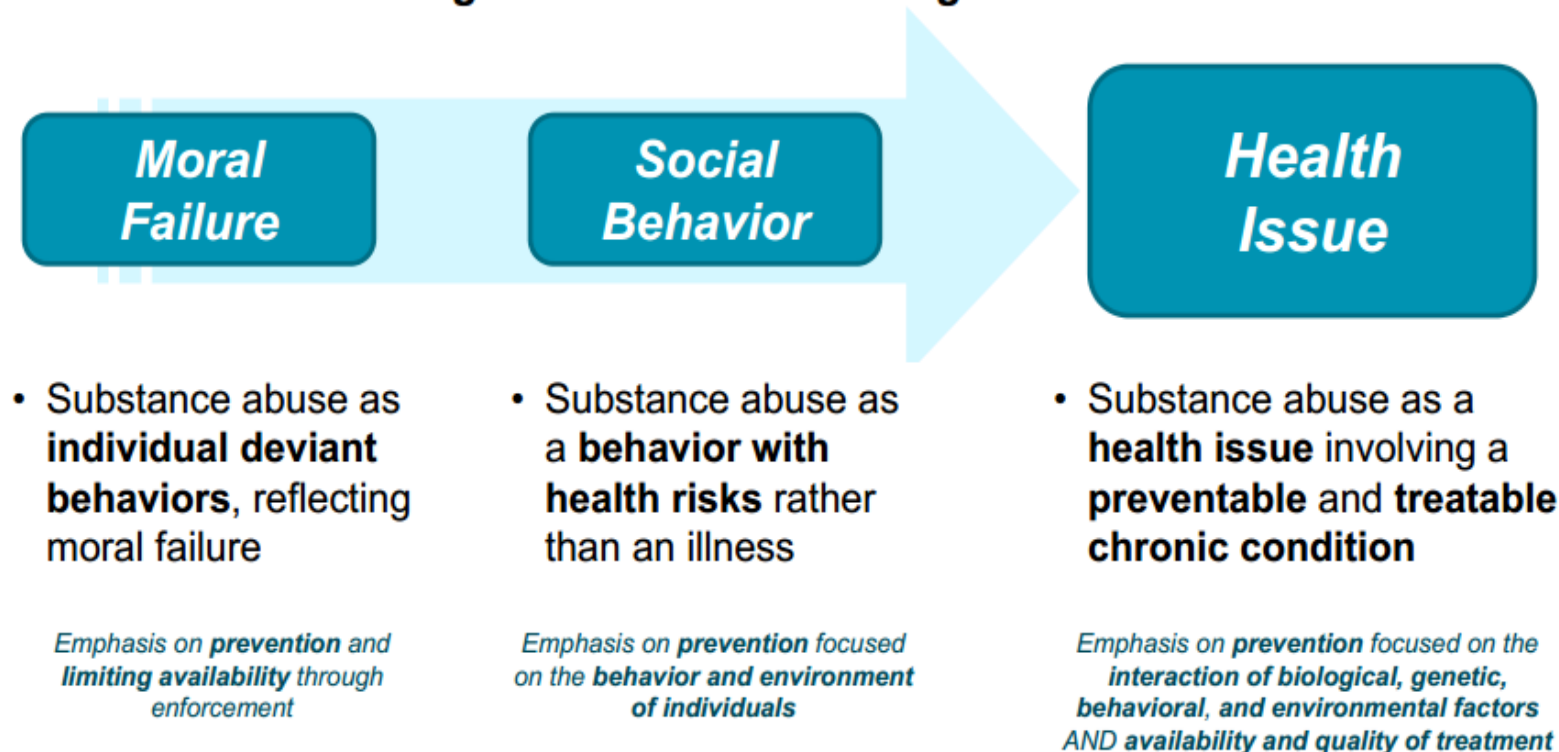 Moral
Failure
Social
Behavior
Health
Issue
• Substance abuse as
individual deviant
behaviors, reflecting
moral failure
• Substance abuse as
a behavior with
health risks rather
than an illness
• Substance abuse as a
health issue involving a
preventable and treatable
chronic condition
Emphasis on prevention and
limiting availability through
enforcement
Emphasis on prevention focused
on the behavior and environment
of individuals
Emphasis on prevention focused on the
interaction of biological, genetic,
behavioral, and environmental factors
AND availability and quality of treatment